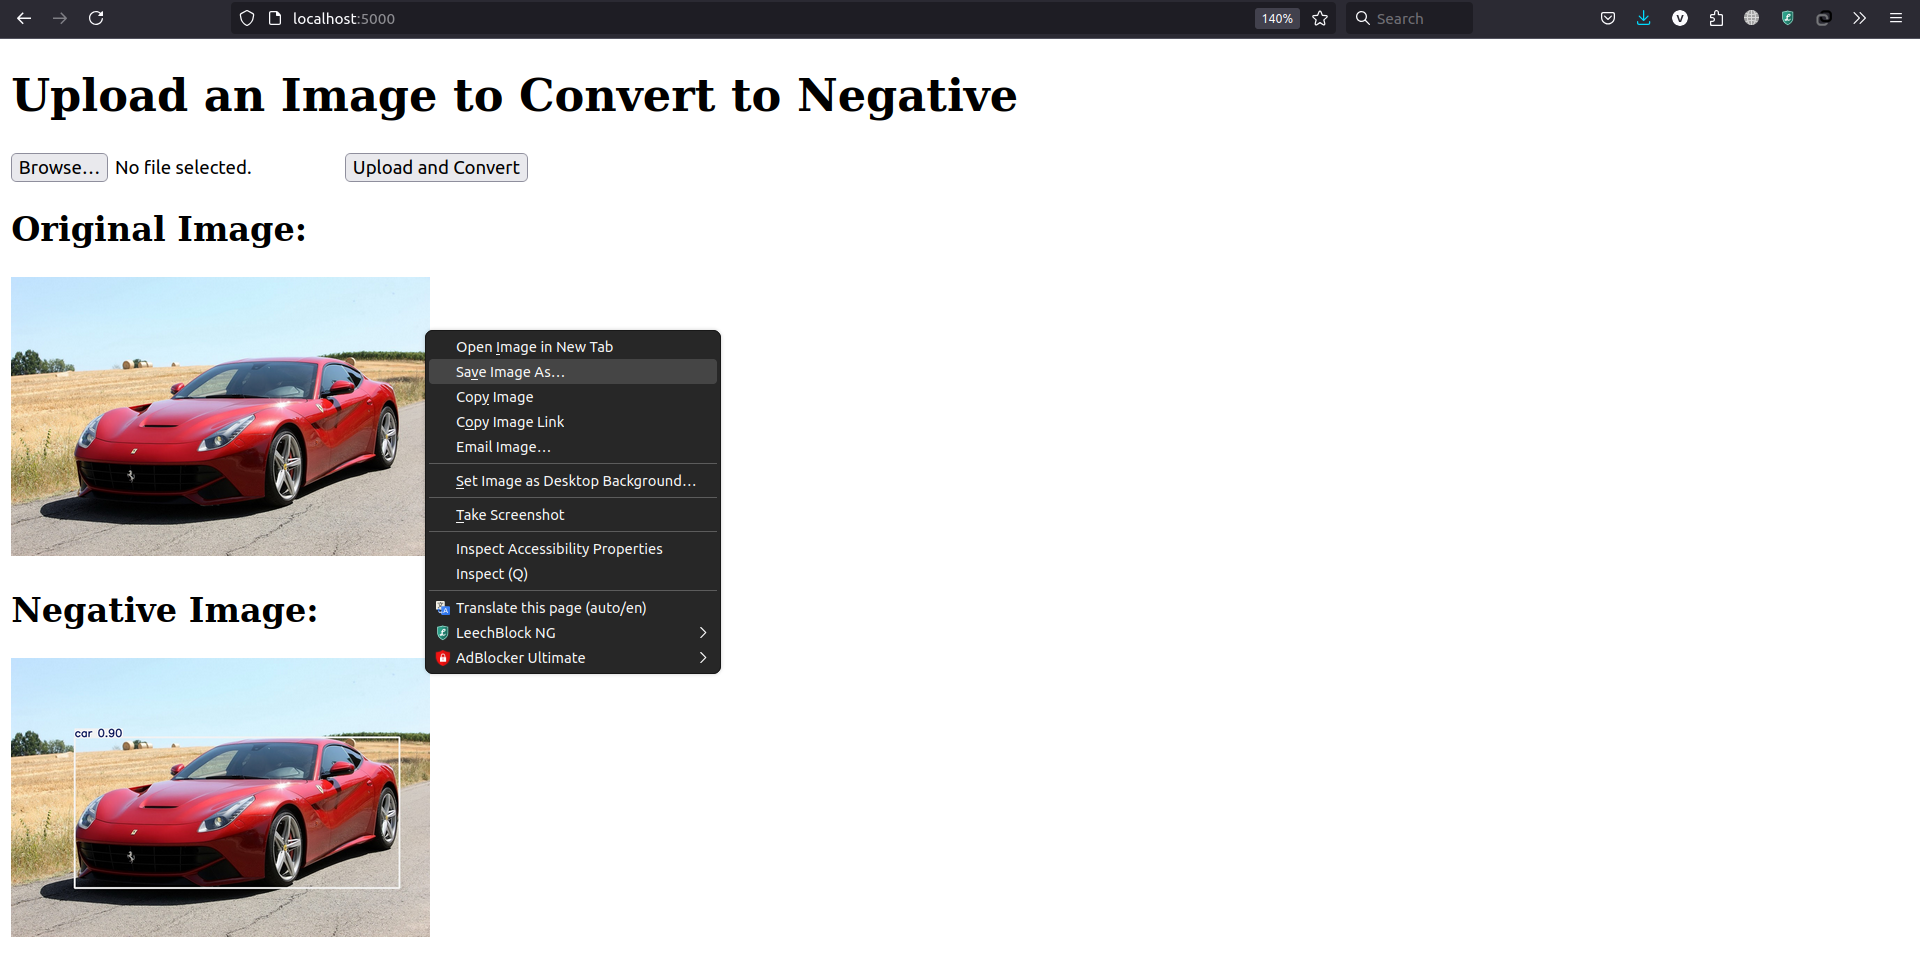 localhost:5000
140%
Search
Upload an Image to Convert to Negative
Browse... No file selected. Upload and Convert
Original Image:
Open Image in New Tab
Save Image As...
Copy Image
Copy Image Link
Email Image...
Set Image as Desktop Background...
Take Screenshot
Inspect Accessibility Properties
Inspect (Q)
Translate this page (auto/en)
LeechBlock NG
AdBlocker Ultimate
Negative Image:
car 0.90